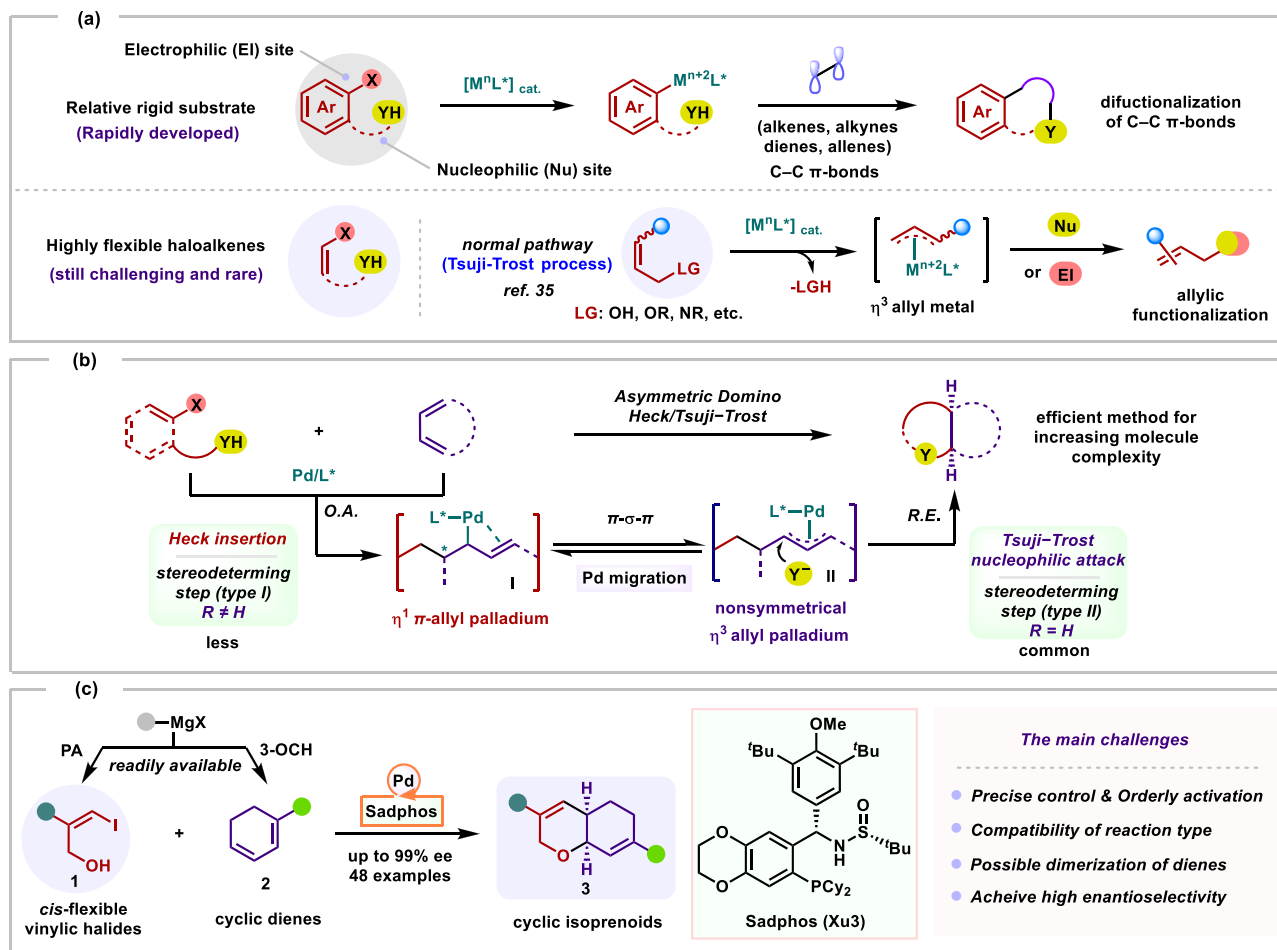 (a)
Electrophilic (El) site
X
Ar
YH
Relative rigid substrate
(Rapidly developed)
Nucleophilic (Nu) site
[MⁿL*] cat.
Mⁿ⁺²L*
Ar
YH
(alkenes, alkynes
dienes, allenes)
C–C π-bonds
Ar
Y
difuctionalization
of C–C π-bonds
Highly flexible haloalkenes
(still challenging and rare)
X
YH
normal pathway
(Tsuji-Trost process)
ref. 35
LG
LG: OH, OR, NR, etc.
[MⁿL*] cat.
-LGH
Mⁿ⁺²L*
η³ allyl metal
Nu
or El
allylic
functionalization
(b)
X
YH
+
Asymmetric Domino
Heck/Tsuji–Trost
H
Y
H
efficient method for
increasing molecule
complexity
Pd/L*
O.A.
Heck insertion
stereodeterming
step (type I)
R ≠ H
less
L*–Pd
*
I
η¹ π-allyl palladium
π-σ-π
Pd migration
L*–Pd
Y⁻
II
nonsymmetrical
η³ allyl palladium
R.E.
Tsuji–Trost
nucleophilic attack
stereodeterming
step (type II)
R = H
common
(c)
MgX
PA
3-OCH
readily available
I
OH
1
cis-flexible
vinylic halides
+
2
cyclic dienes
Pd
Sadphos
up to 99% ee
48 examples
H
O
H
3
cyclic isoprenoids
OMe
ᵗBu
ᵗBu
O
S
ᵗBu
NH
O
O
PCy₂
Sadphos (Xu3)
The main challenges
Precise control & Orderly activation
Compatibility of reaction type
Possible dimerization of dienes
Acheive high enantioselectivity